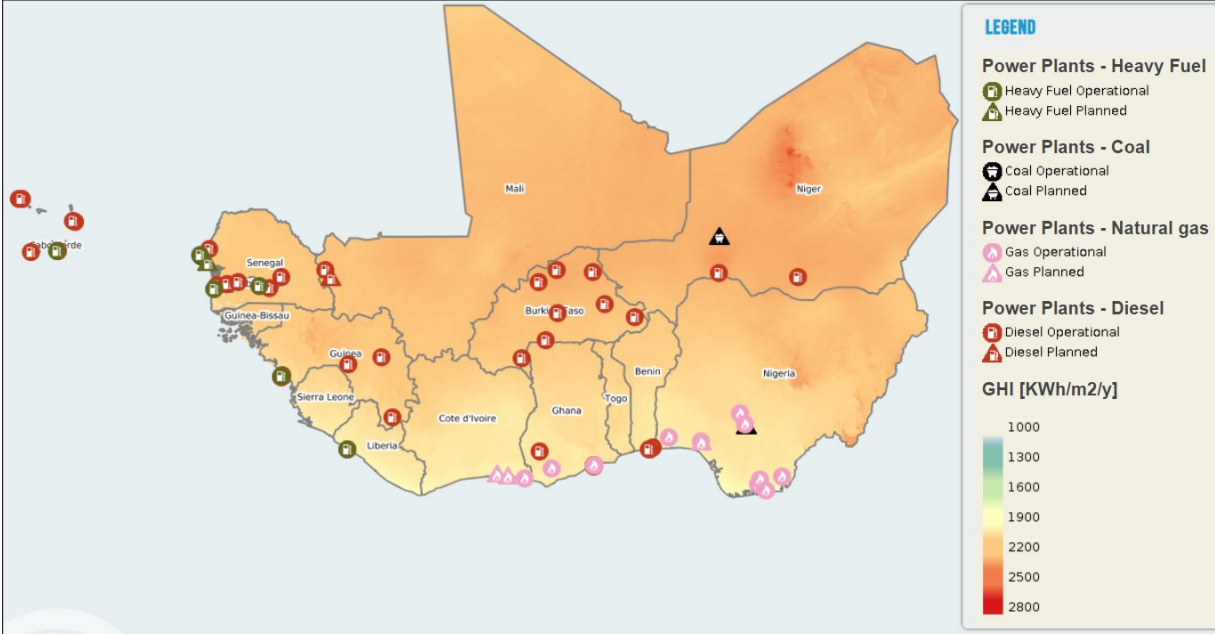 LEGEND
Power Plants - Heavy Fuel
Heavy Fuel Operational
Heavy Fuel Planned
Power Plants - Coal
Coal Operational
Coal Planned
Power Plants - Natural gas
Gas Operational
Gas Planned
Power Plants - Diesel
Diesel Operational
Diesel Planned
GHI [KWh/m2/y]
1000
1300
1600
1900
2200
2500
2800
Mali
Niger
Senegal
Guinea-Bissau
Guinea
Sierra Leone
Liberia
Cote d'Ivoire
Ghana
Togo
Benin
Nigeria